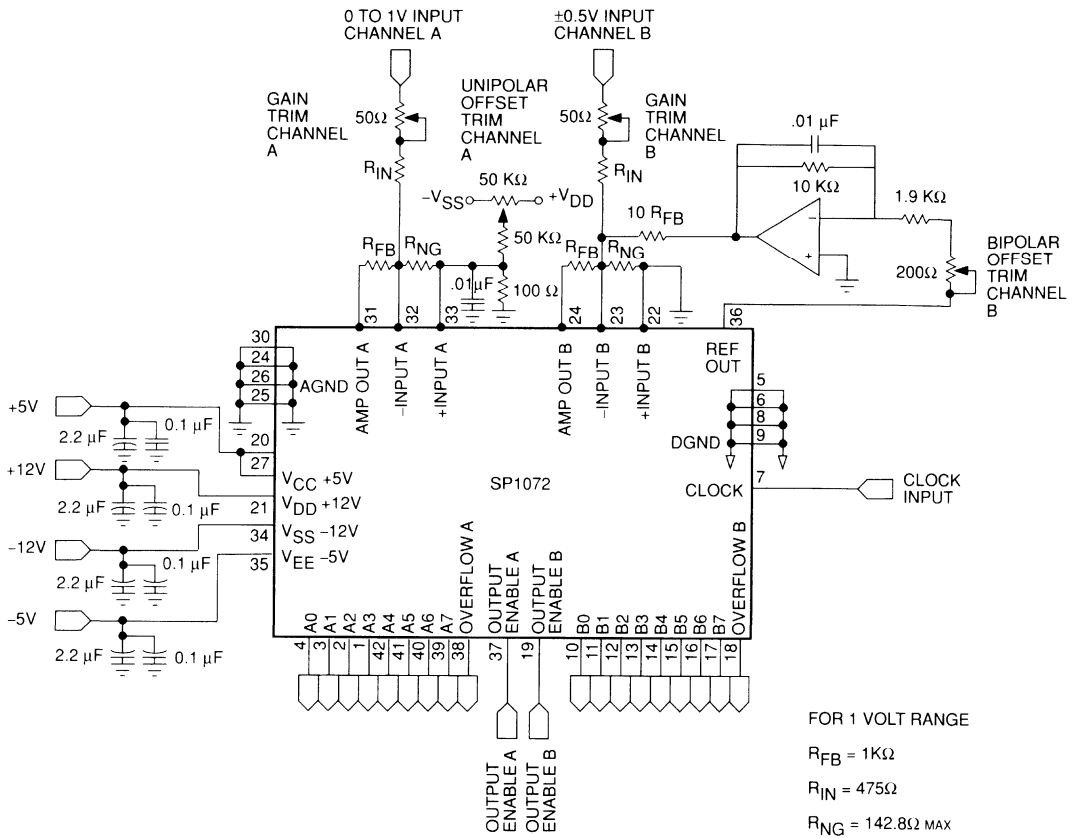 0 TO 1V INPUT
CHANNEL A
±0.5V INPUT
CHANNEL B
GAIN
TRIM
CHANNEL
A
50Ω
UNIPOLAR
OFFSET
TRIM
CHANNEL
A
50Ω
GAIN
TRIM
CHANNEL
B
.01 µF
RIN
RIN
50 KΩ
10 KΩ
1.9 KΩ
–VSS
+VDD
10 RFB
–
+
BIPOLAR
OFFSET
TRIM
CHANNEL
B
RFB
RNG
50 KΩ
RFB
RNG
200Ω
.01µF
100 Ω
31
32
33
24
23
22
36
30
24
26
25
AGND
AMP OUT A
–INPUT A
+INPUT A
AMP OUT B
–INPUT B
+INPUT B
REF
OUT
5
6
8
9
DGND
+5V
2.2 µF
0.1 µF
20
27
VCC +5V
+12V
2.2 µF
0.1 µF
21
VDD +12V
SP1072
7
CLOCK
CLOCK
INPUT
–12V
2.2 µF
0.1 µF
34
VSS –12V
35
VEE –5V
–5V
2.2 µF
0.1 µF
A0
A1
A2
A3
A4
A5
A6
A7
OVERFLOW A
OUTPUT
ENABLE A
OUTPUT
ENABLE B
B0
B1
B2
B3
B4
B5
B6
B7
OVERFLOW B
4
3
2
1
42
41
40
39
38
37
19
10
11
12
13
14
15
16
17
18
OUTPUT
ENABLE A
OUTPUT
ENABLE B
FOR 1 VOLT RANGE
RFB = 1KΩ
RIN = 475Ω
RNG = 142.8Ω MAX